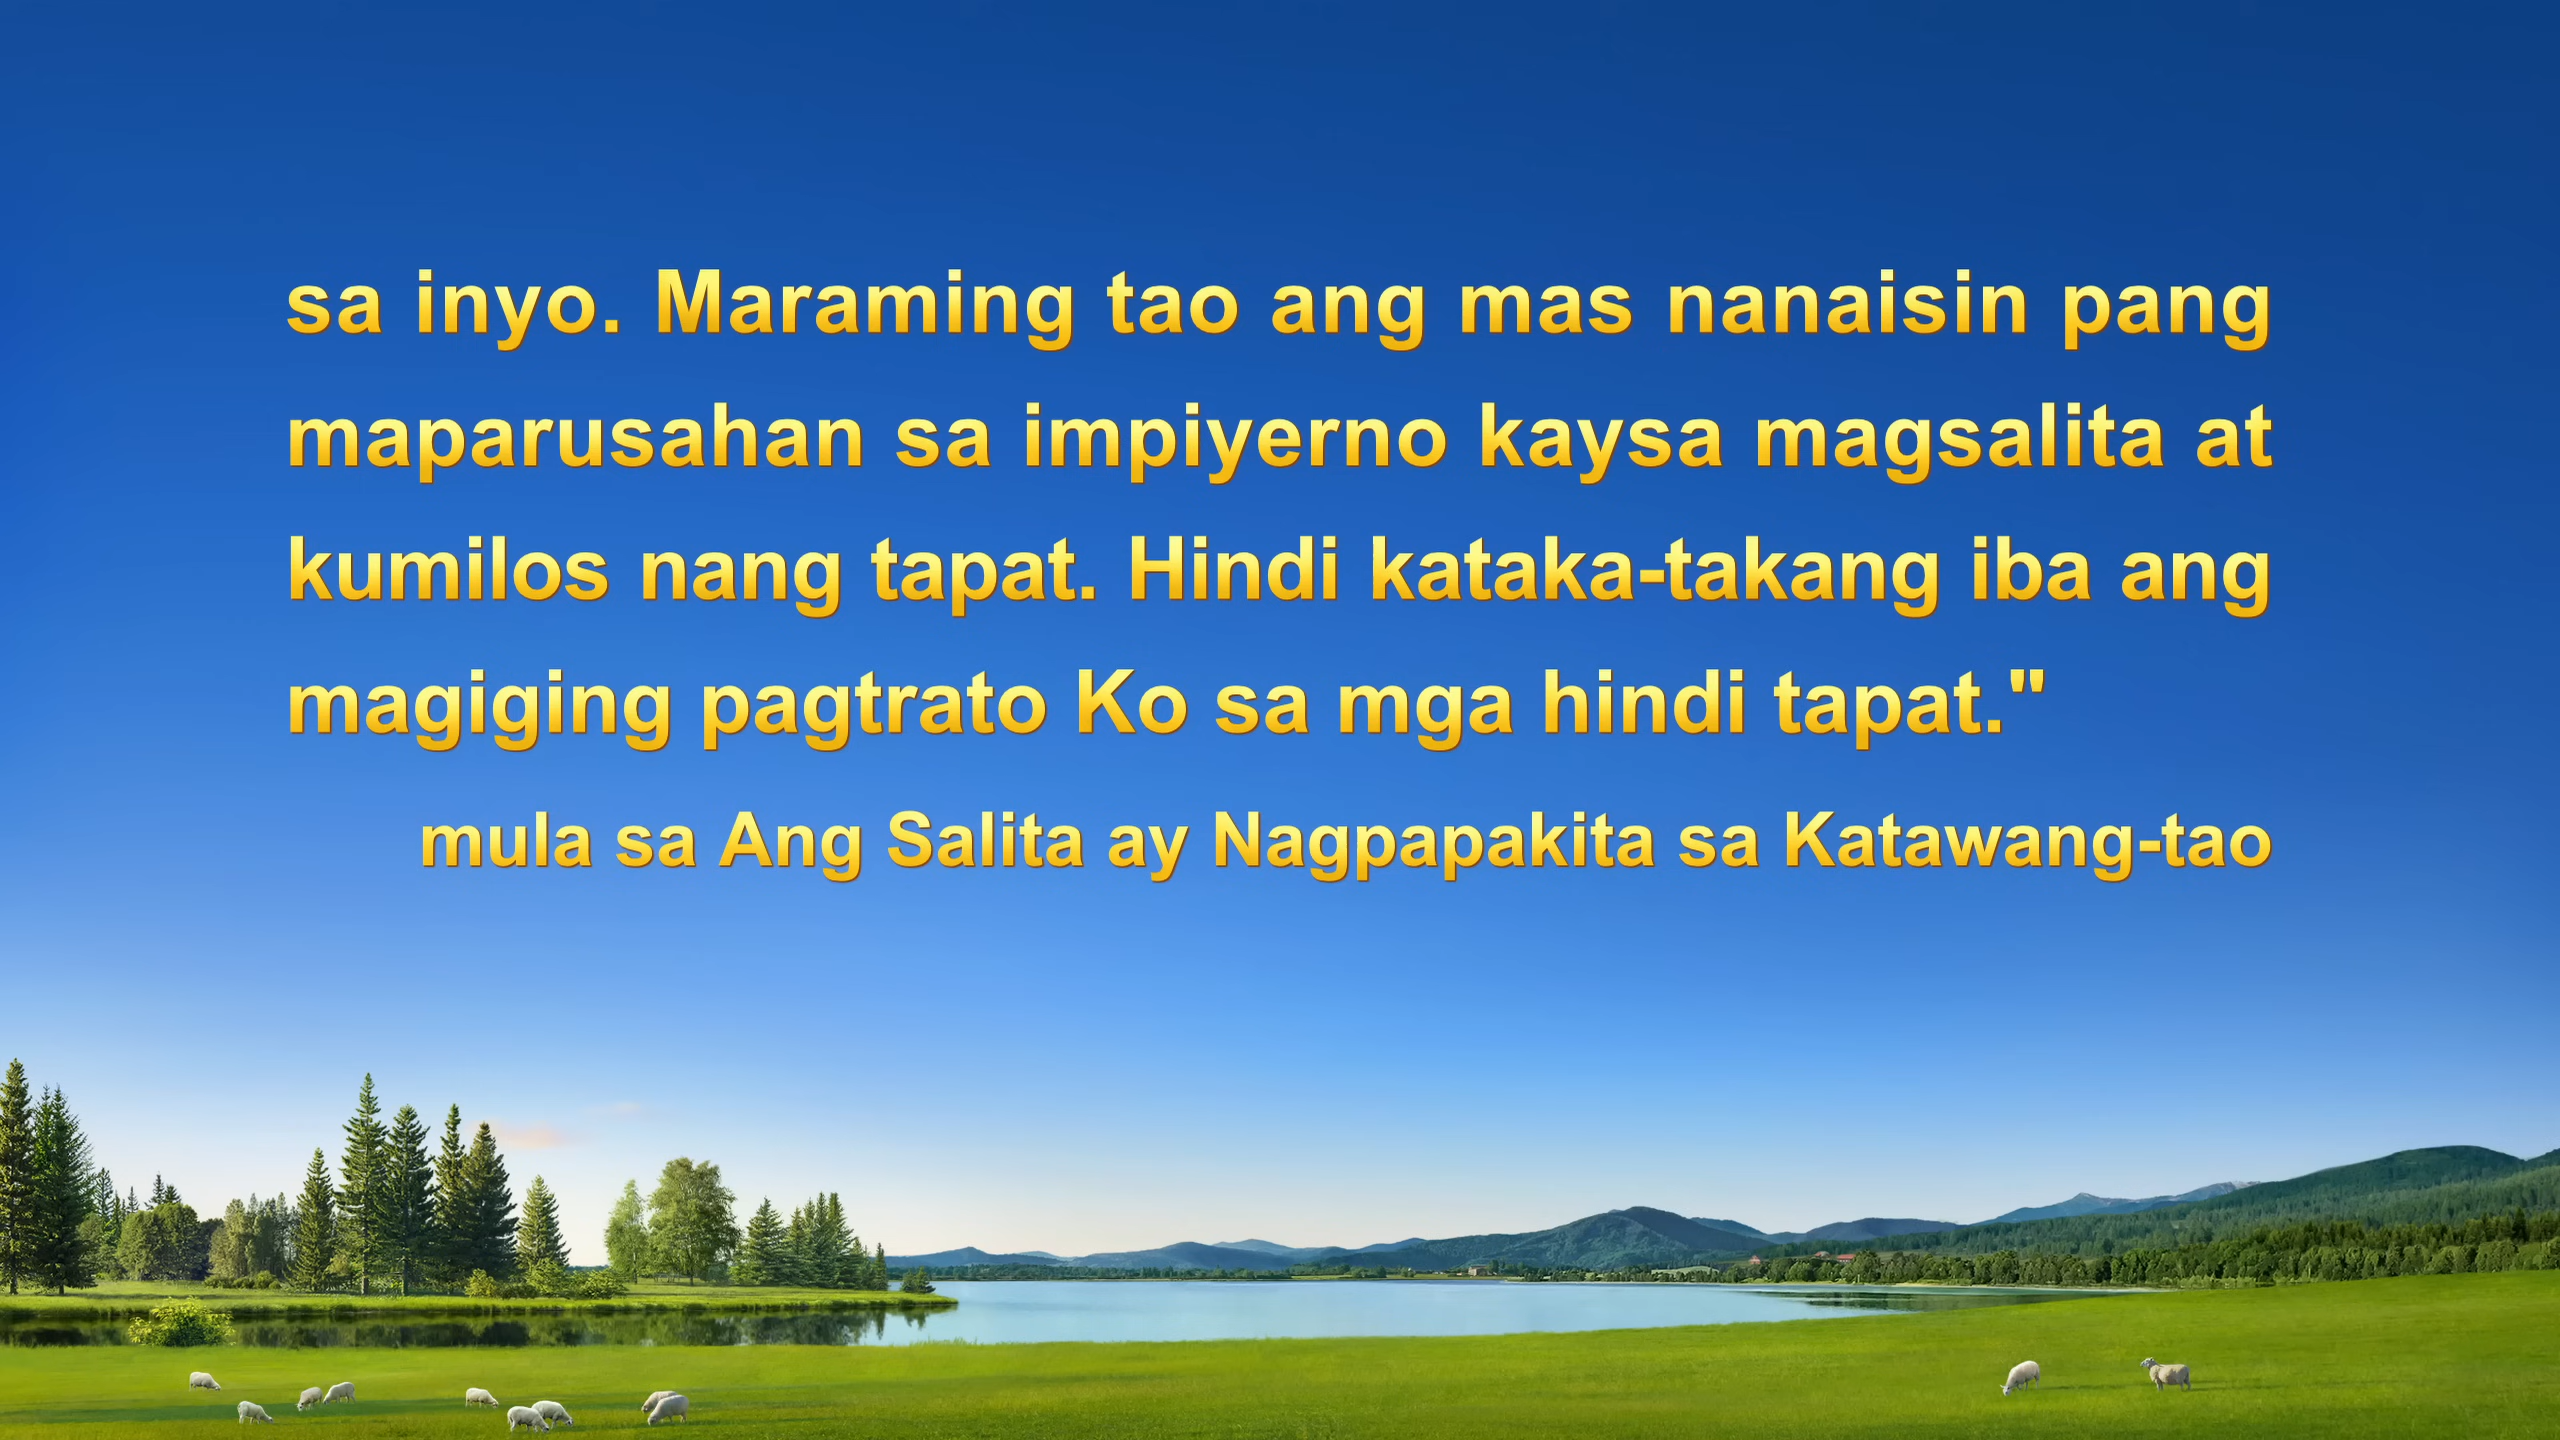 sa inyo. Maraming tao ang mas nanaisin pang
maparusahan sa impiyerno kaysa magsalita at
kumilos nang tapat. Hindi kataka-takang iba ang
magiging pagtrato Ko sa mga hindi tapat."
mula sa Ang Salita ay Nagpapakita sa Katawang-tao